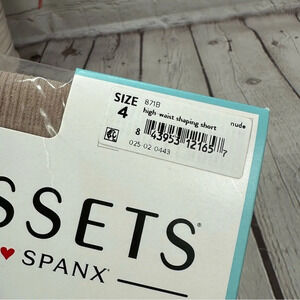 SIZE 871B
4 high waist shaping short nude
8 43953 12165 7
025 02 0443
SSETS®
♥ SPANX®